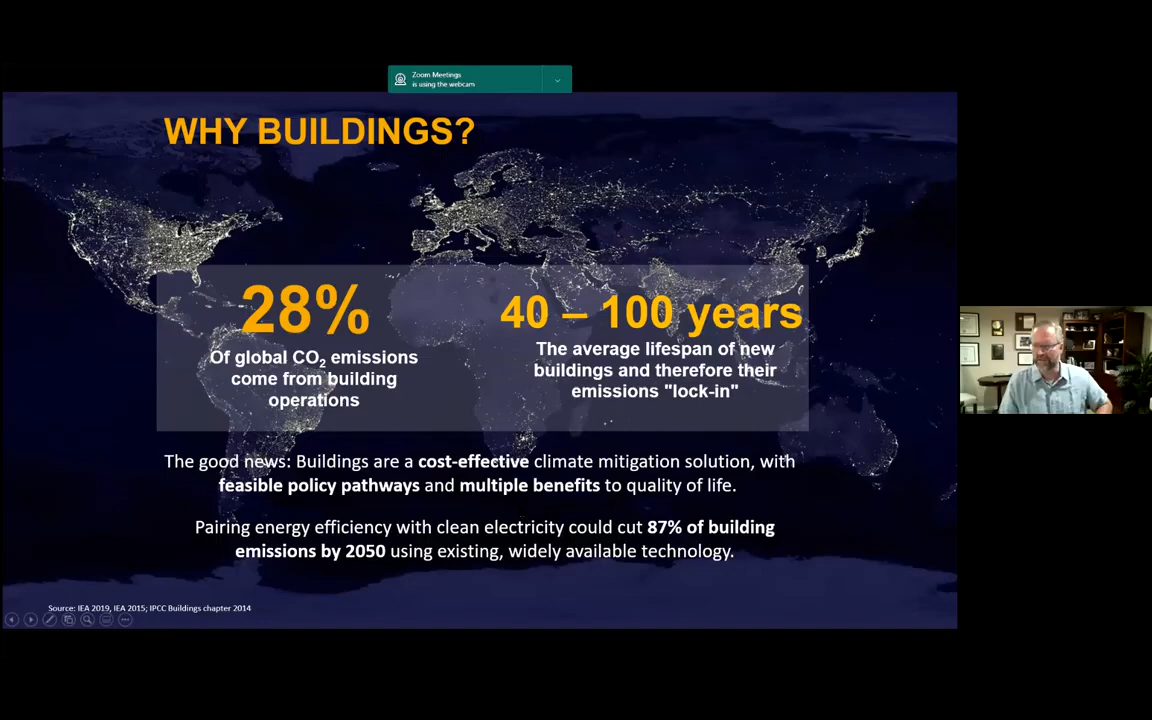 Zoom Meetings
is using the webcam
WHY BUILDINGS?
28%
Of global CO₂ emissions
come from building
operations
40 – 100 years
The average lifespan of new
buildings and therefore their
emissions "lock-in"
The good news: Buildings are a cost-effective climate mitigation solution, with
feasible policy pathways and multiple benefits to quality of life.
Pairing energy efficiency with clean electricity could cut 87% of building
emissions by 2050 using existing, widely available technology.
Source: IEA 2019, IEA 2015; IPCC Buildings chapter 2014